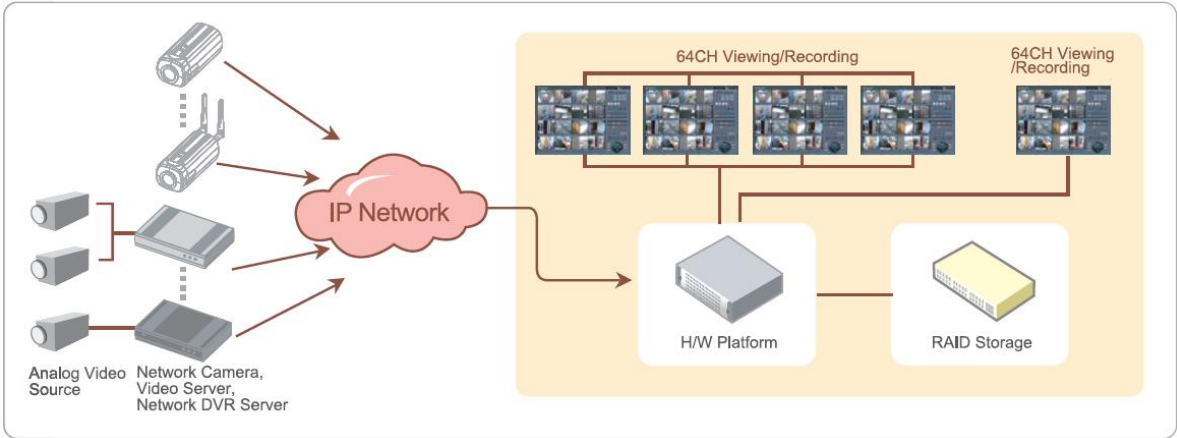 64CH Viewing/Recording
64CH Viewing
/Recording
IP Network
H/W Platform
RAID Storage
Analog Video
Source
Network Camera,
Video Server,
Network DVR Server